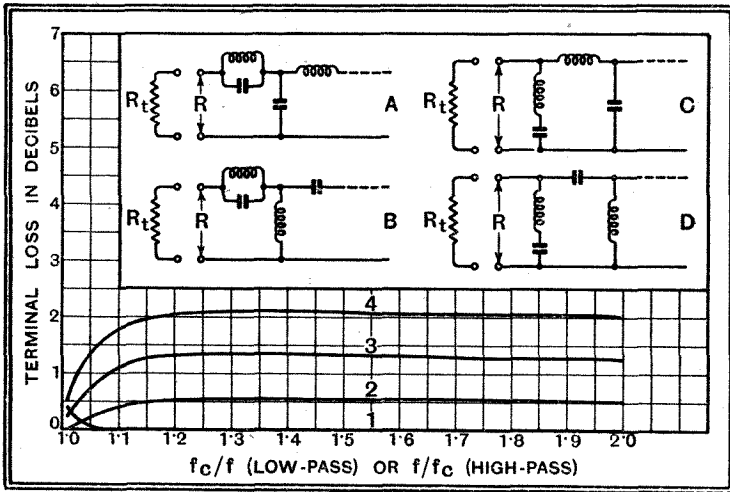 TERMINAL LOSS IN DECIBELS
7
6
5
4
3
2
1
0
Rt R A
Rt R B
Rt R C
Rt R D
4
3
2
1
1·0 1·1 1·2 1·3 1·4 1·5 1·6 1·7 1·8 1·9 2·0
fc/f (LOW-PASS) OR f/fc (HIGH-PASS)